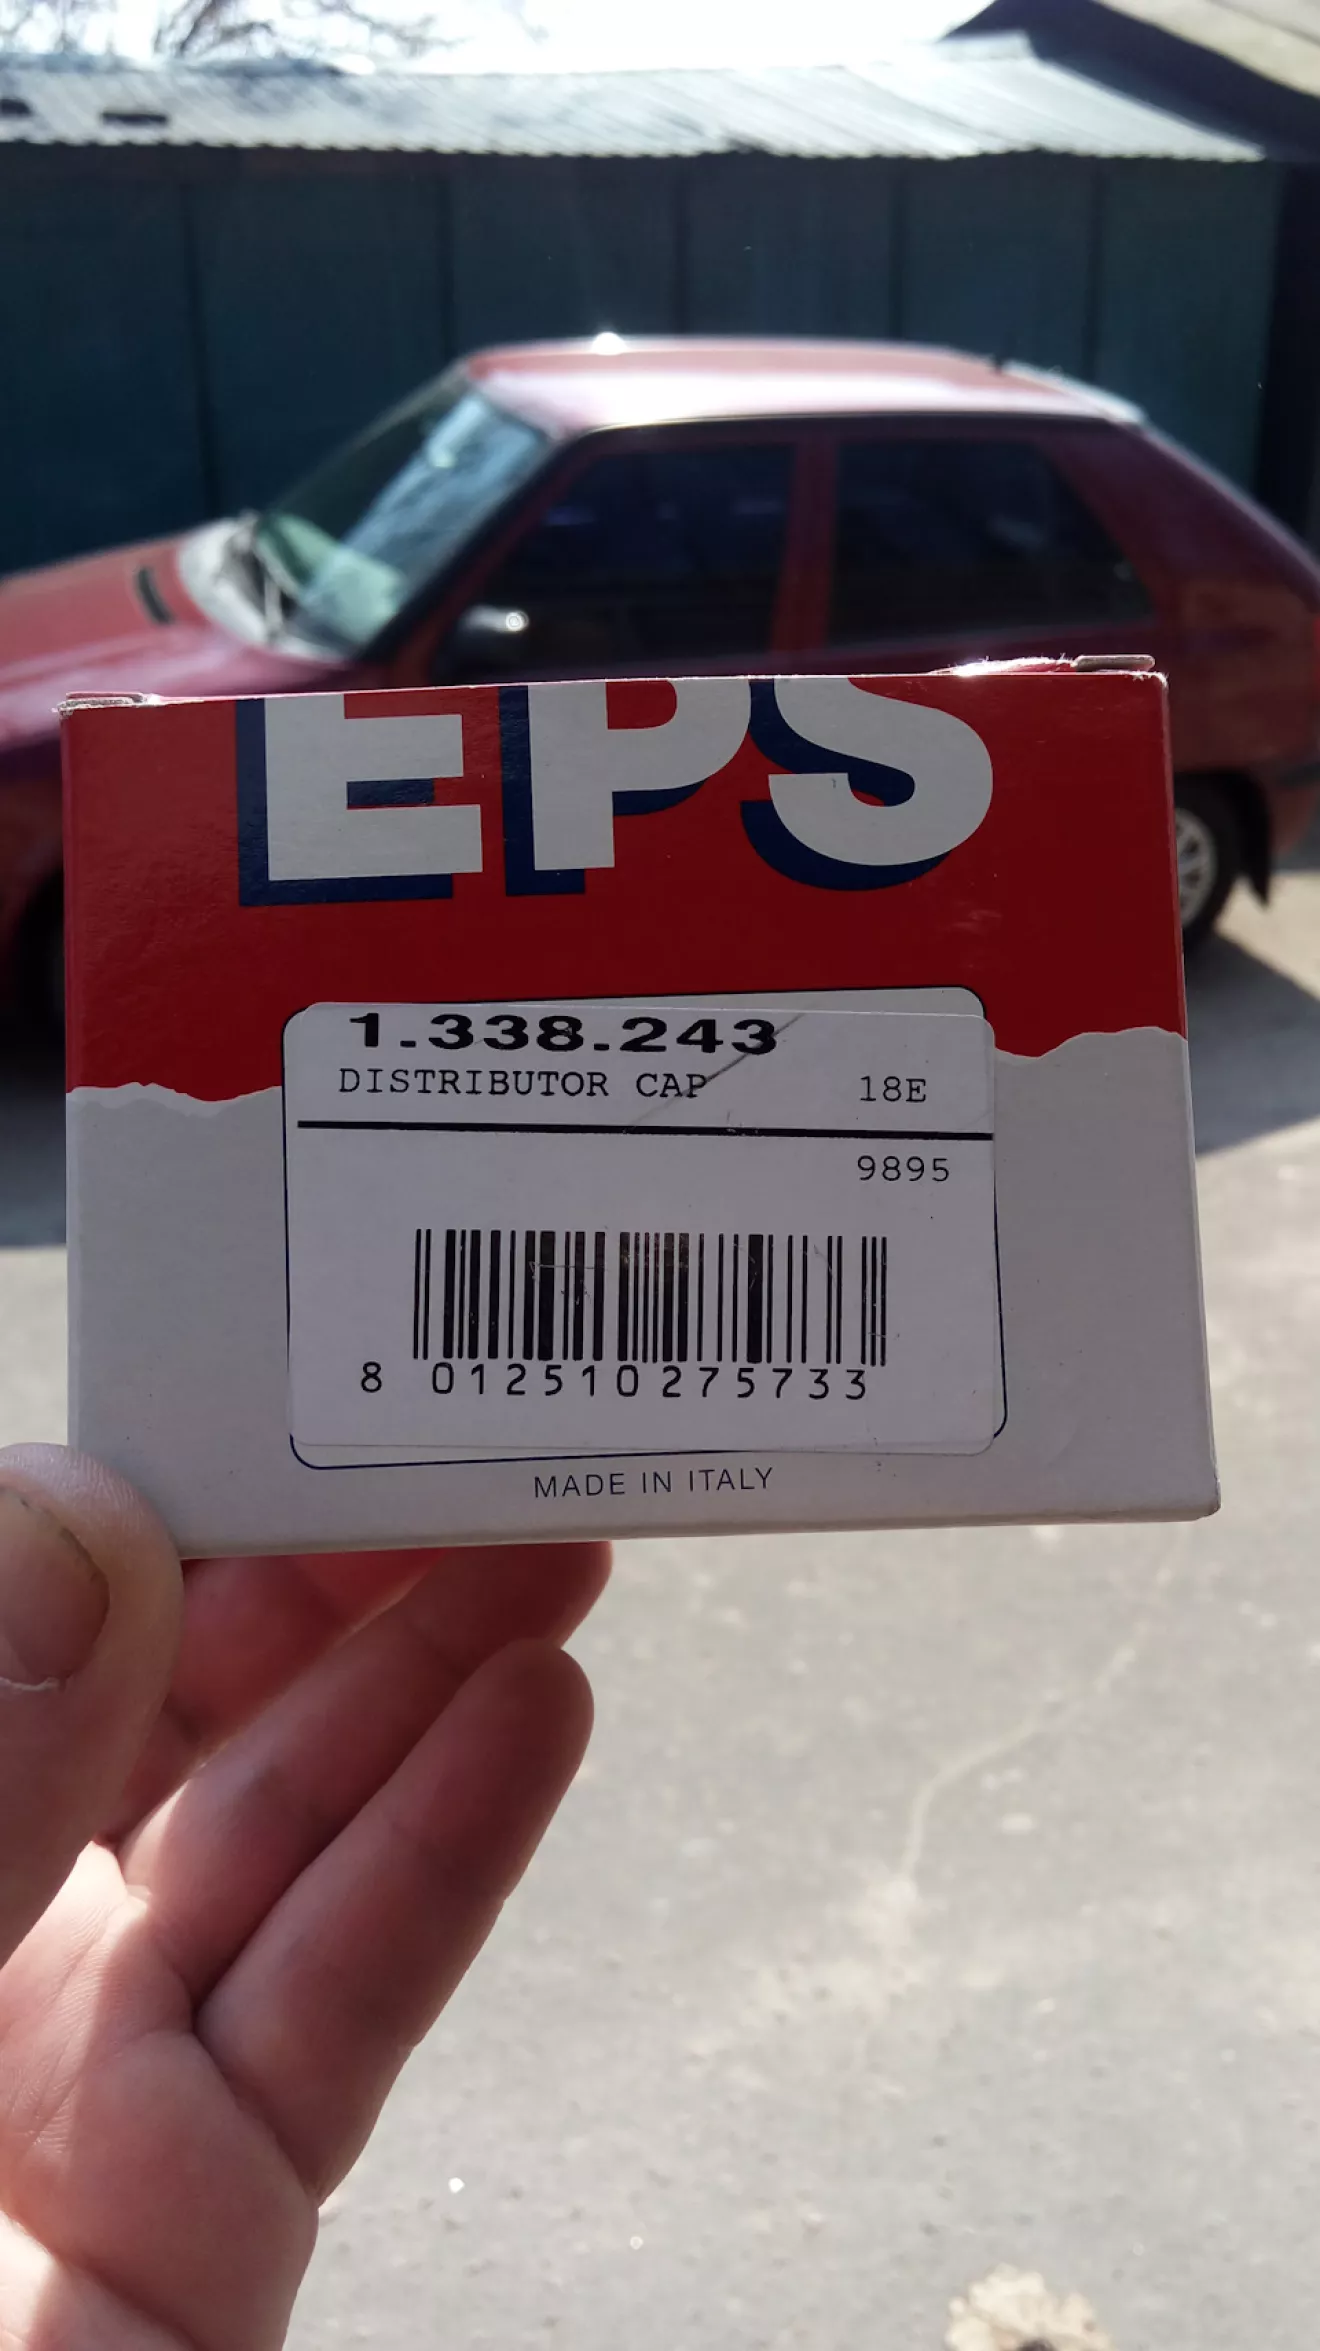 EPS
1.338.243
DISTRIBUTOR CAP 18E
9895
8 012510 275733
MADE IN ITALY